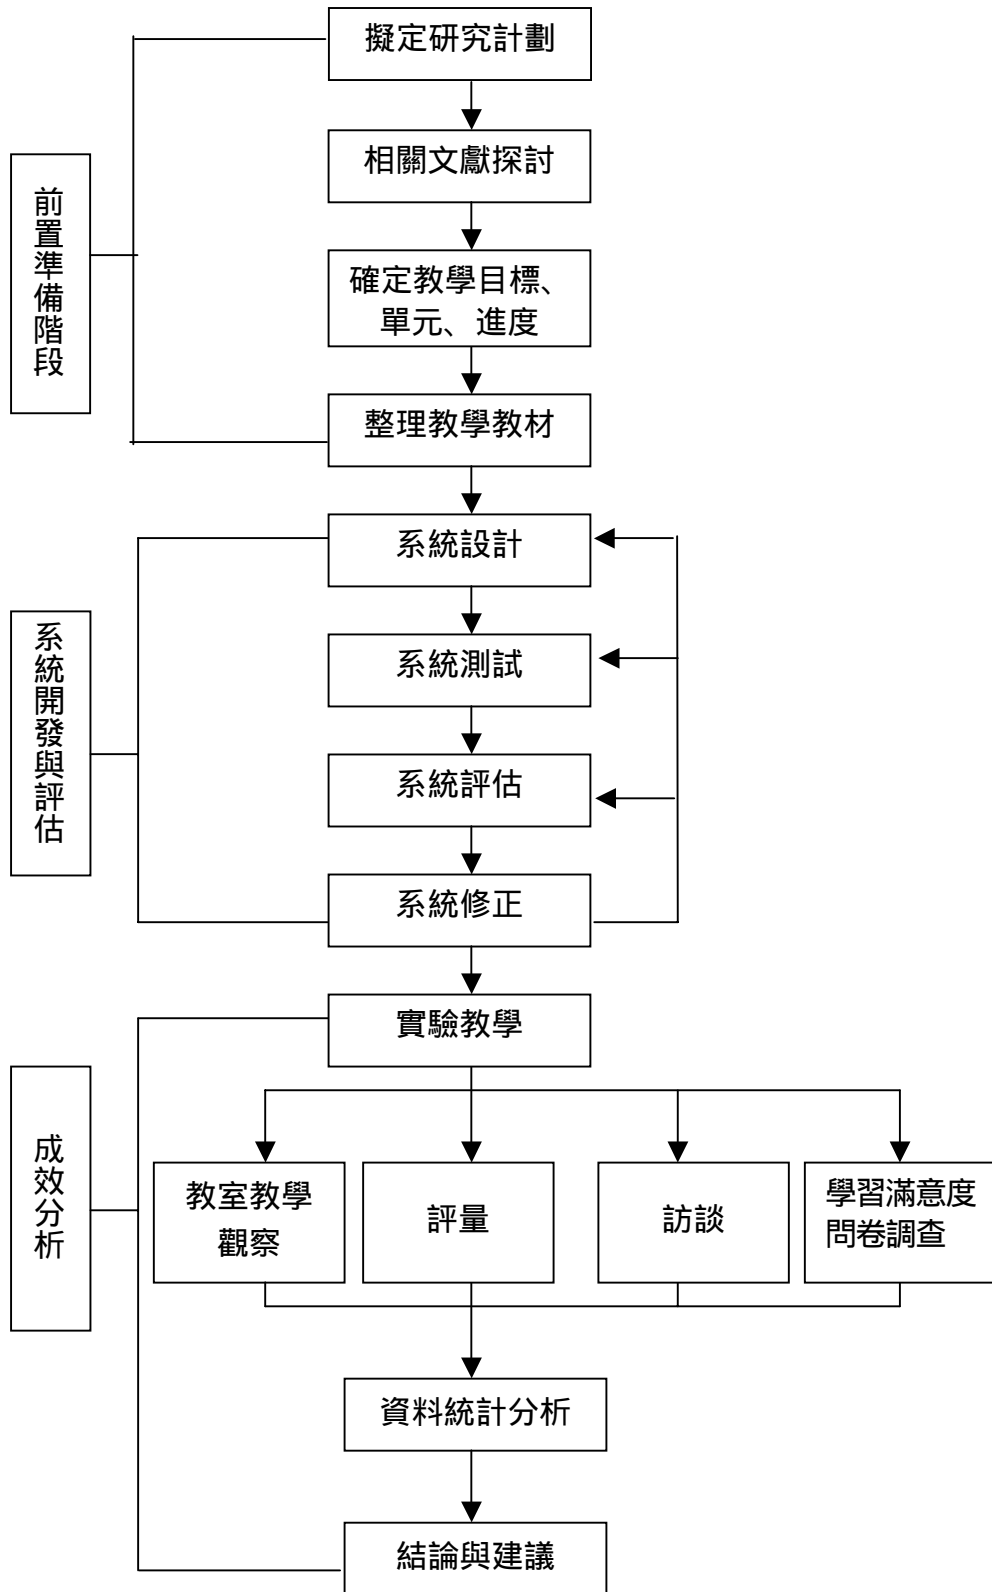 擬定研究計劃
相關文獻探討
前置準備階段
確定教學目標、
單元、進度
整理教學教材
系統設計
系統測試
系統開發與評估
系統評估
系統修正
實驗教學
成效分析
教室教學
觀察
評量
訪談
學習滿意度
問卷調查
資料統計分析
結論與建議